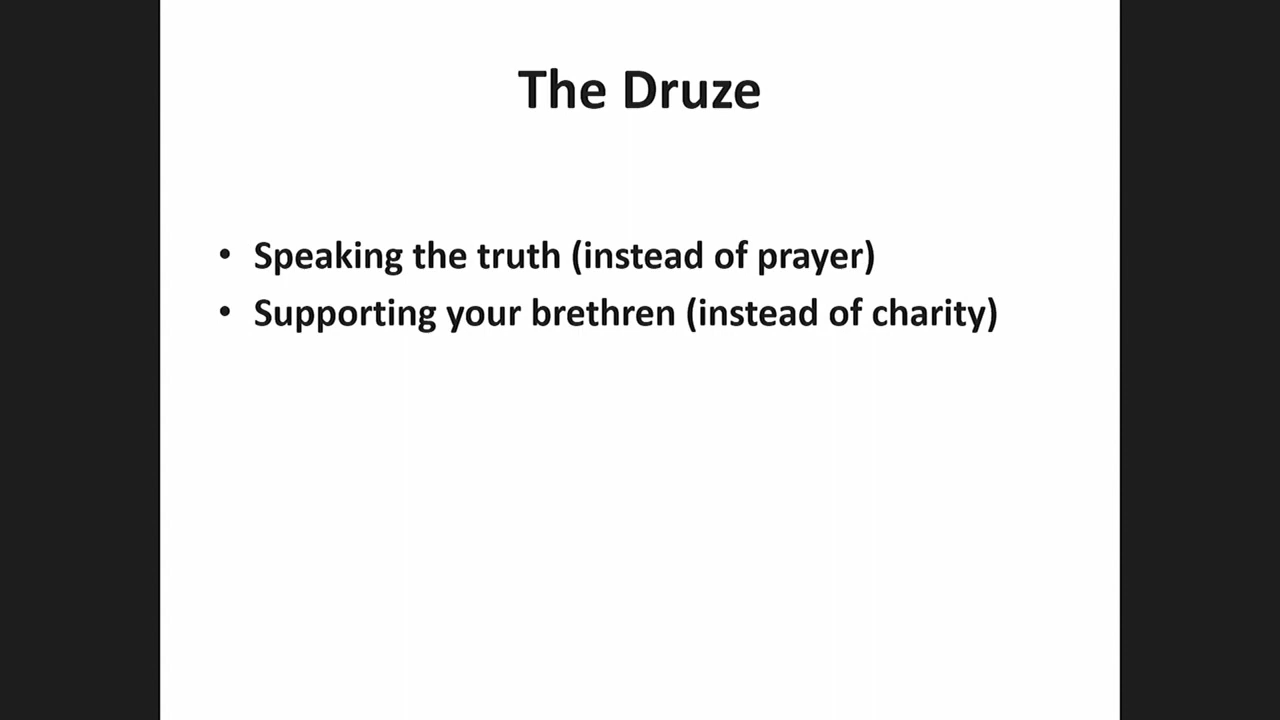 The Druze
• Speaking the truth (instead of prayer)
• Supporting your brethren (instead of charity)